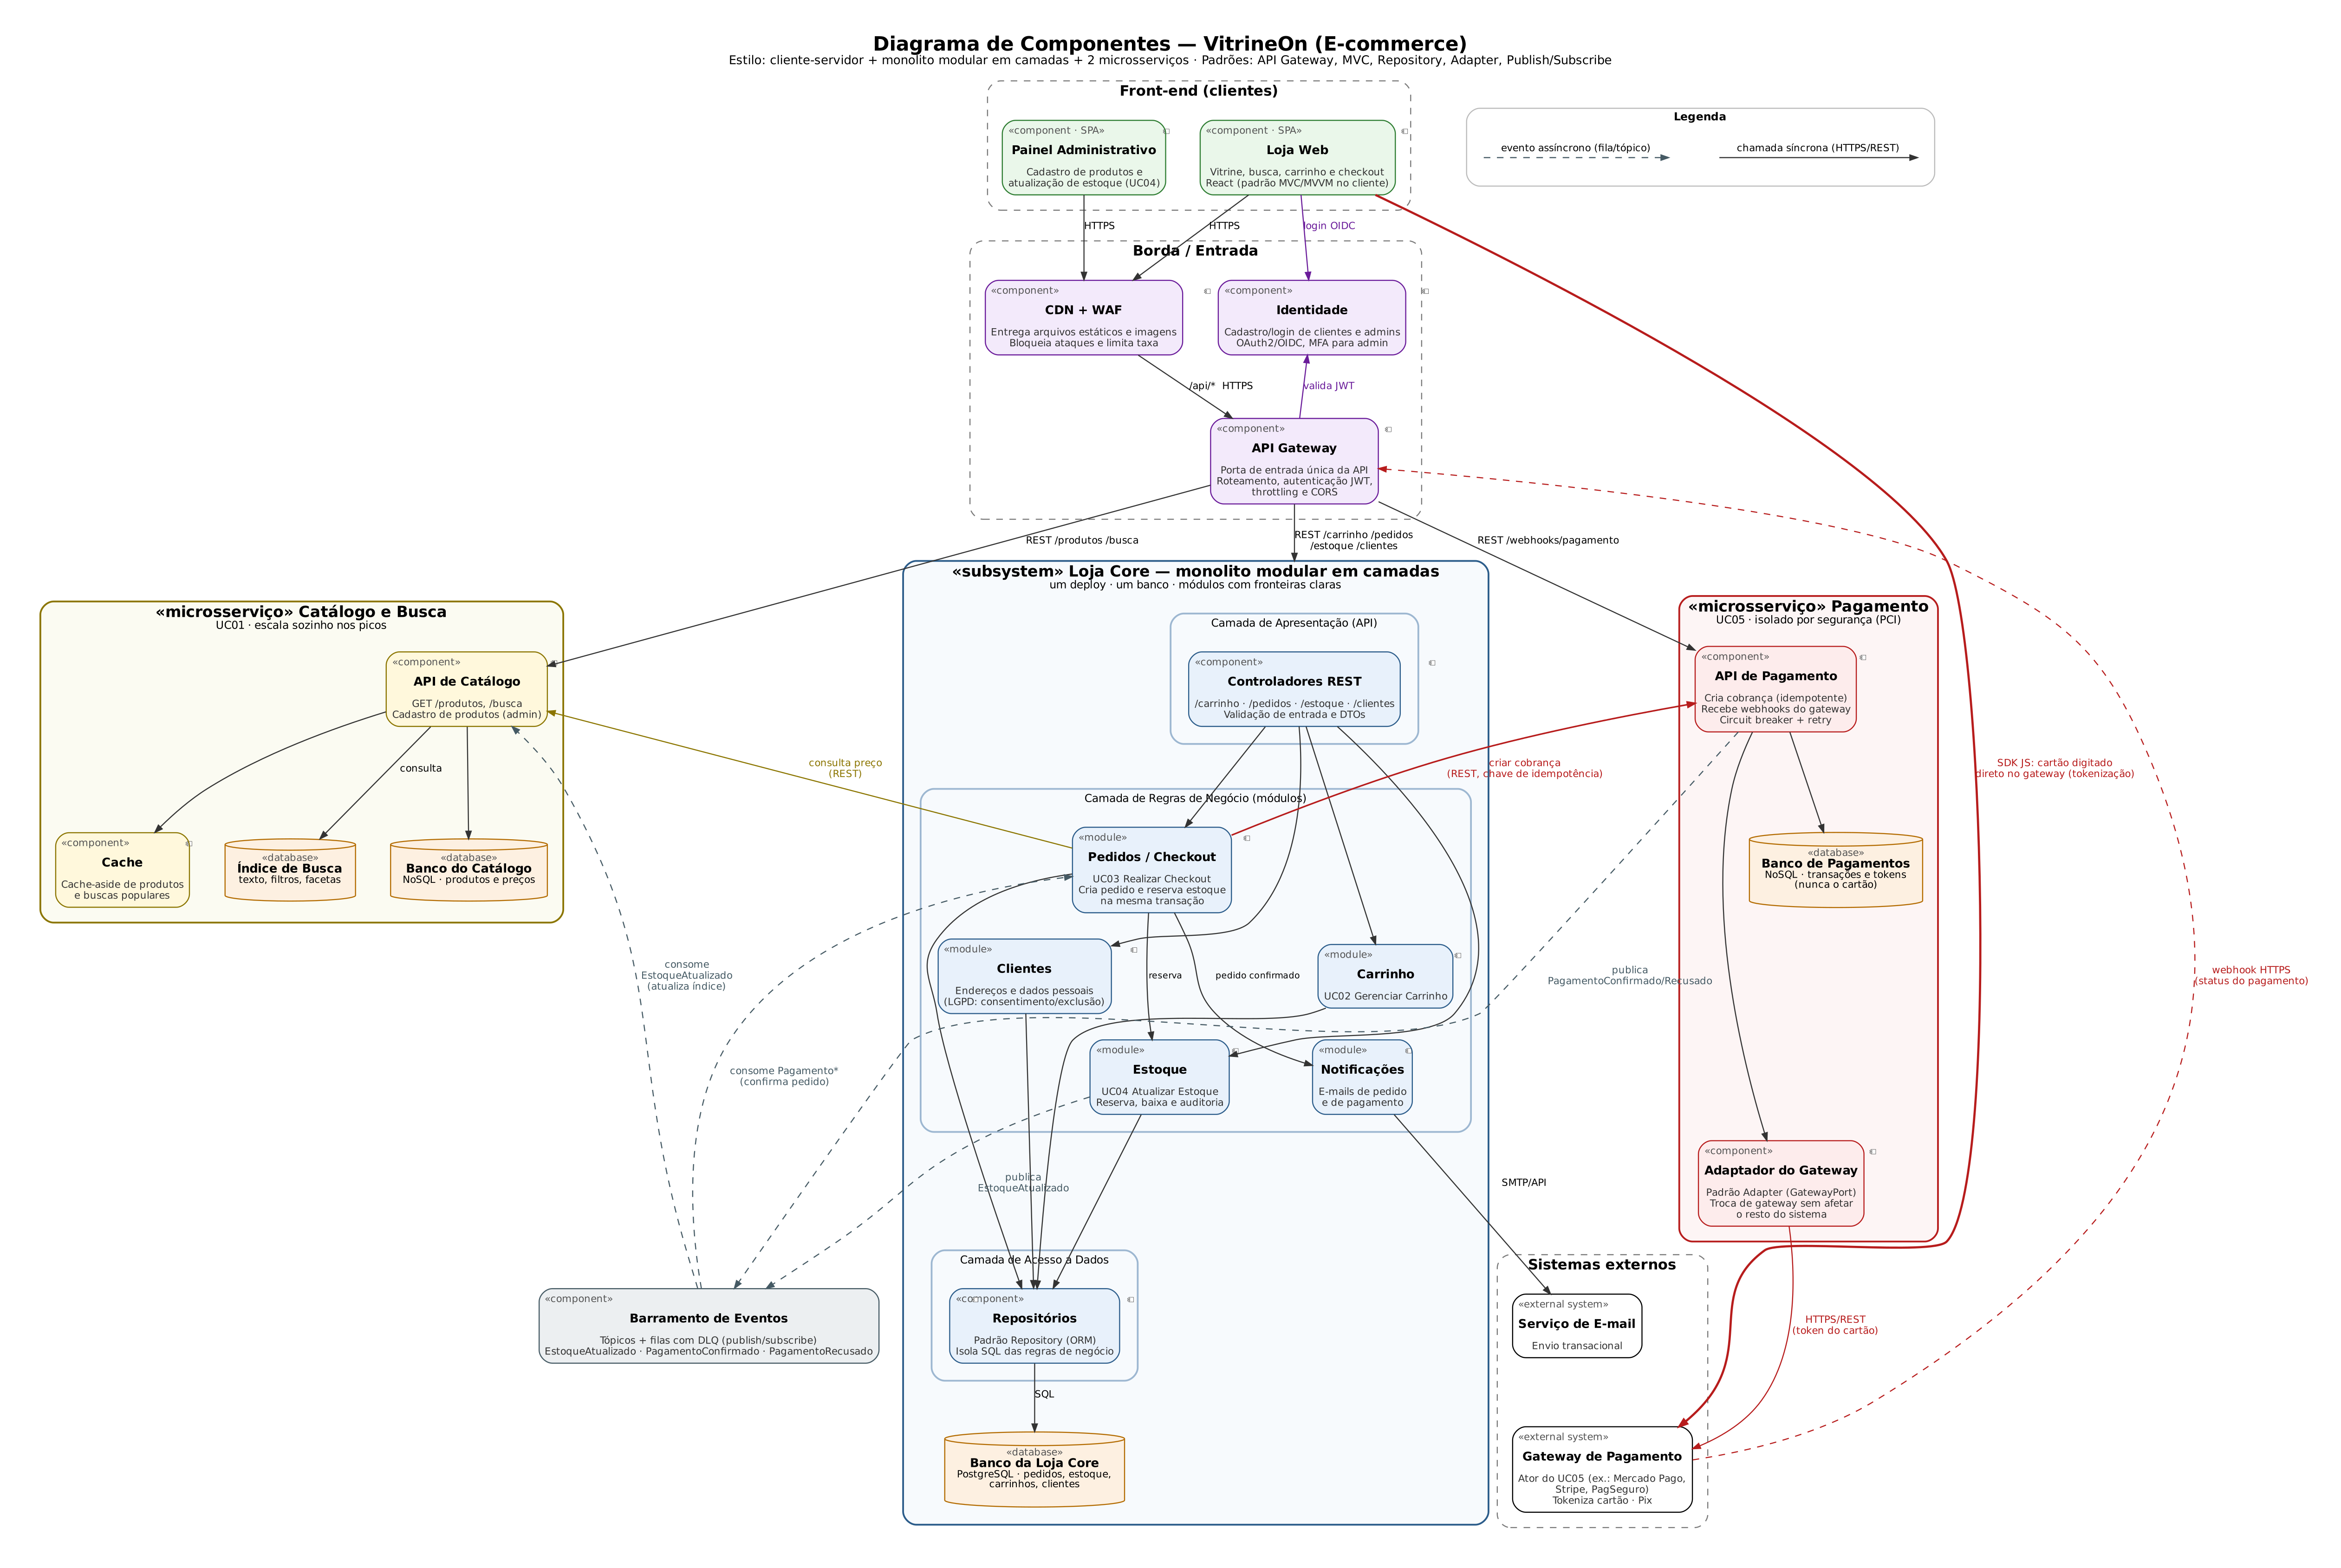 Diagrama de Componentes — VitrineOn (E-commerce)
Estilo: cliente-servidor + monolito modular em camadas + 2 microsserviços · Padrões: API Gateway, MVC, Repository, Adapter, Publish/Subscribe
Front-end (clientes)
«component · SPA»
Painel Administrativo
Cadastro de produtos e
atualização de estoque (UC04)
«component · SPA»
Loja Web
Vitrine, busca, carrinho e checkout
React (padrão MVC/MVVM no cliente)
Legenda
evento assíncrono (fila/tópico)
chamada síncrona (HTTPS/REST)
HTTPS
HTTPS
login OIDC
Borda / Entrada
«component»
CDN + WAF
Entrega arquivos estáticos e imagens
Bloqueia ataques e limita taxa
«component»
Identidade
Cadastro/login de clientes e admins
OAuth2/OIDC, MFA para admin
/api/* HTTPS
valida JWT
«component»
API Gateway
Porta de entrada única da API
Roteamento, autenticação JWT,
throttling e CORS
REST /produtos /busca
REST /carrinho /pedidos
/estoque /clientes
REST /webhooks/pagamento
«microsserviço» Catálogo e Busca
UC01 · escala sozinho nos picos
«component»
API de Catálogo
GET /produtos, /busca
Cadastro de produtos (admin)
consulta
«component»
Cache
Cache-aside de produtos
e buscas populares
«database»
Índice de Busca
texto, filtros, facetas
«database»
Banco do Catálogo
NoSQL · produtos e preços
«subsystem» Loja Core — monolito modular em camadas
um deploy · um banco · módulos com fronteiras claras
Camada de Apresentação (API)
«component»
Controladores REST
/carrinho · /pedidos · /estoque · /clientes
Validação de entrada e DTOs
consulta preço
(REST)
criar cobrança
(REST, chave de idempotência)
Camada de Regras de Negócio (módulos)
«module»
Pedidos / Checkout
UC03 Realizar Checkout
Cria pedido e reserva estoque
na mesma transação
«module»
Clientes
Endereços e dados pessoais
(LGPD: consentimento/exclusão)
reserva
pedido confirmado
«module»
Carrinho
UC02 Gerenciar Carrinho
«module»
Estoque
UC04 Atualizar Estoque
Reserva, baixa e auditoria
«module»
Notificações
E-mails de pedido
e de pagamento
«microsserviço» Pagamento
UC05 · isolado por segurança (PCI)
«component»
API de Pagamento
Cria cobrança (idempotente)
Recebe webhooks do gateway
Circuit breaker + retry
«database»
Banco de Pagamentos
NoSQL · transações e tokens
(nunca o cartão)
«component»
Adaptador do Gateway
Padrão Adapter (GatewayPort)
Troca de gateway sem afetar
o resto do sistema
SDK JS: cartão digitado
direto no gateway (tokenização)
webhook HTTPS
(status do pagamento)
publica
PagamentoConfirmado/Recusado
consome
EstoqueAtualizado
(atualiza índice)
consome Pagamento*
(confirma pedido)
publica
EstoqueAtualizado
SMTP/API
«component»
Barramento de Eventos
Tópicos + filas com DLQ (publish/subscribe)
EstoqueAtualizado · PagamentoConfirmado · PagamentoRecusado
Camada de Acesso a Dados
«component»
Repositórios
Padrão Repository (ORM)
Isola SQL das regras de negócio
SQL
«database»
Banco da Loja Core
PostgreSQL · pedidos, estoque,
carrinhos, clientes
Sistemas externos
«external system»
Serviço de E-mail
Envio transacional
HTTPS/REST
(token do cartão)
«external system»
Gateway de Pagamento
Ator do UC05 (ex.: Mercado Pago,
Stripe, PagSeguro)
Tokeniza cartão · Pix